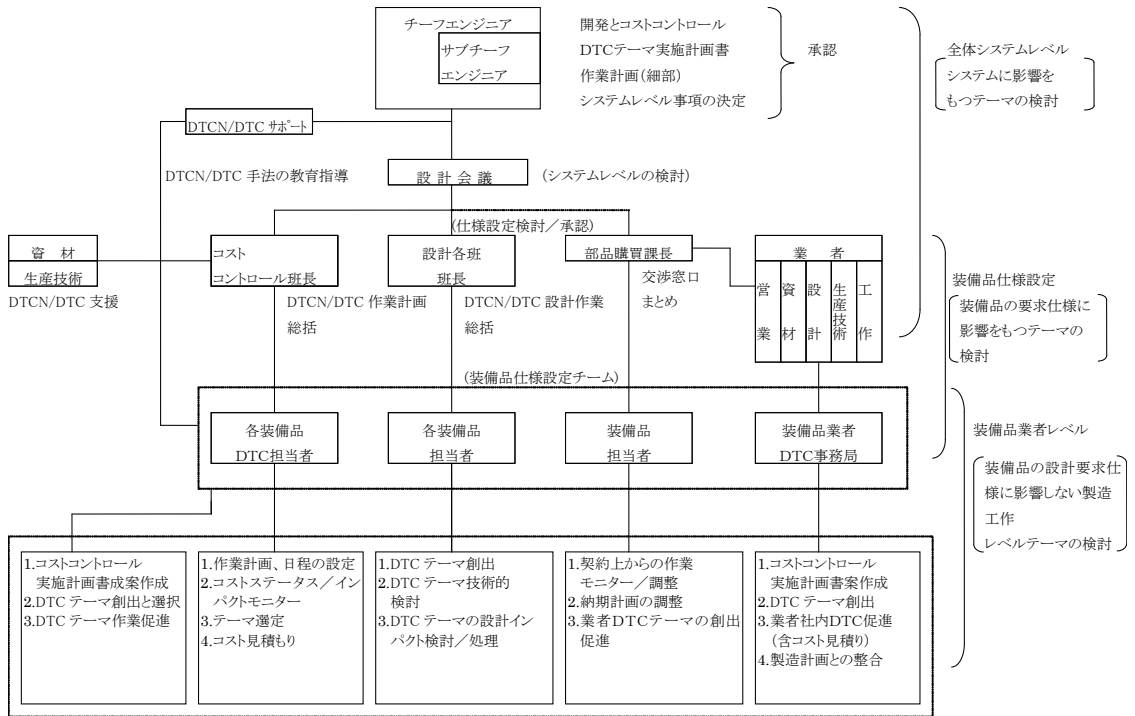 チーフエンジニア
サブチーフ
エンジニア
開発とコストコントロール
DTCテーマ実施計画書
作業計画(細部)
システムレベル事項の決定
承認
全体システムレベル
システムに影響を
もつテーマの検討
DTCN/DTC サポート
DTCN/DTC 手法の教育指導
設計会議
(システムレベルの検討)
(仕様設定検討／承認)
資 材
生産技術
DTCN/DTC 支援
コスト
コントロール班長
DTCN/DTC 作業計画
総括
設計各班
班長
DTCN/DTC 設計作業
総括
部品購買課長
交渉窓口
まとめ
業 者
営業
資材
設計
生産技術
工作
装備品仕様設定
装備品の要求仕様に
影響をもつテーマの
検討
(装備品仕様設定チーム)
各装備品
DTC担当者
各装備品
担当者
装備品
担当者
装備品業者
DTC事務局
装備品業者レベル
装備品の設計要求仕
様に影響しない製造
工作
レベルテーマの検討
1.コストコントロール
実施計画書成案作成
2.DTC テーマ創出と選択
3.DTC テーマ作業促進
1.作業計画、日程の設定
2.コストステータス／イン
パクトモニター
3.テーマ選定
4.コスト見積もり
1.DTC テーマ創出
2.DTC テーマ技術的
検討
3.DTC テーマの設計イン
パクト検討／処理
1.契約上からの作業
モニター／調整
2.納期計画の調整
3.業者DTCテーマの創出
促進
1.コストコントロール
実施計画書案作成
2.DTC テーマ創出
3.業者社内DTC促進
(含コスト見積り)
4.製造計画との整合